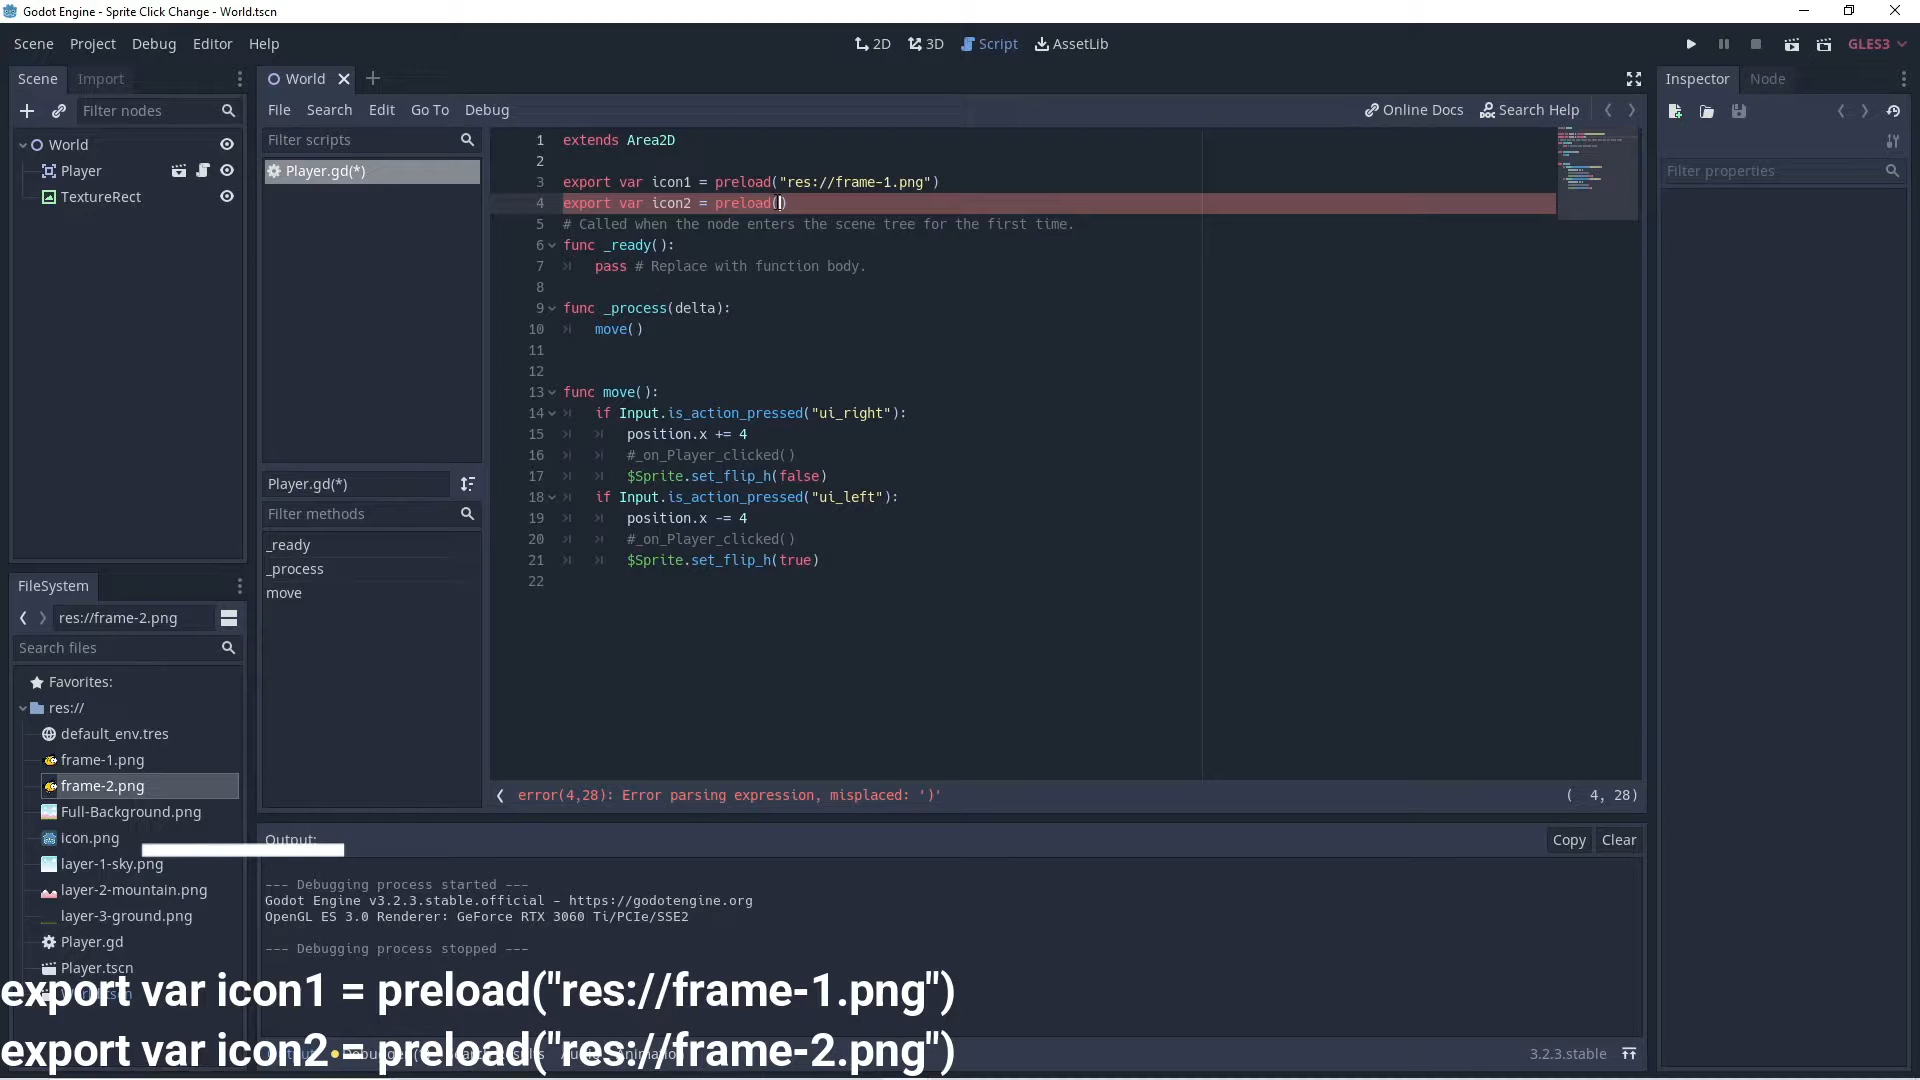 Godot Engine - Sprite Click Change - World.tscn
Scene Project Debug Editor Help
2D 3D Script AssetLib
GLES3
Scene Import
World
Inspector Node
Filter nodes
File Search Edit Go To Debug
Online Docs Search Help
World
Player
TextureRect
Filter scripts
Player.gd(*)
Filter properties
1 extends Area2D
2
3 export var icon1 = preload("res://frame-1.png")
4 export var icon2 = preload()
5 # Called when the node enters the scene tree for the first time.
6 func _ready():
7 pass # Replace with function body.
8
9 func _process(delta):
10 move()
11
12
13 func move():
14 if Input.is_action_pressed("ui_right"):
15 position.x += 4
16 #_on_Player_clicked()
17 $Sprite.set_flip_h(false)
18 if Input.is_action_pressed("ui_left"):
19 position.x -= 4
20 #_on_Player_clicked()
21 $Sprite.set_flip_h(true)
22
Player.gd(*)
Filter methods
_ready
_process
move
error(4,28): Error parsing expression, misplaced: ')'
( 4, 28)
FileSystem
res://frame-2.png
Search files
Favorites:
res://
default_env.tres
frame-1.png
frame-2.png
Full-Background.png
icon.png
layer-1-sky.png
layer-2-mountain.png
layer-3-ground.png
Player.gd
Player.tscn
Output:
Copy Clear
--- Debugging process started ---
Godot Engine v3.2.3.stable.official - https://godotengine.org
OpenGL ES 3.0 Renderer: GeForce RTX 3060 Ti/PCIe/SSE2
--- Debugging process stopped ---
export var icon1 = preload("res://frame-1.png")
export var icon2 = preload("res://frame-2.png")
3.2.3.stable